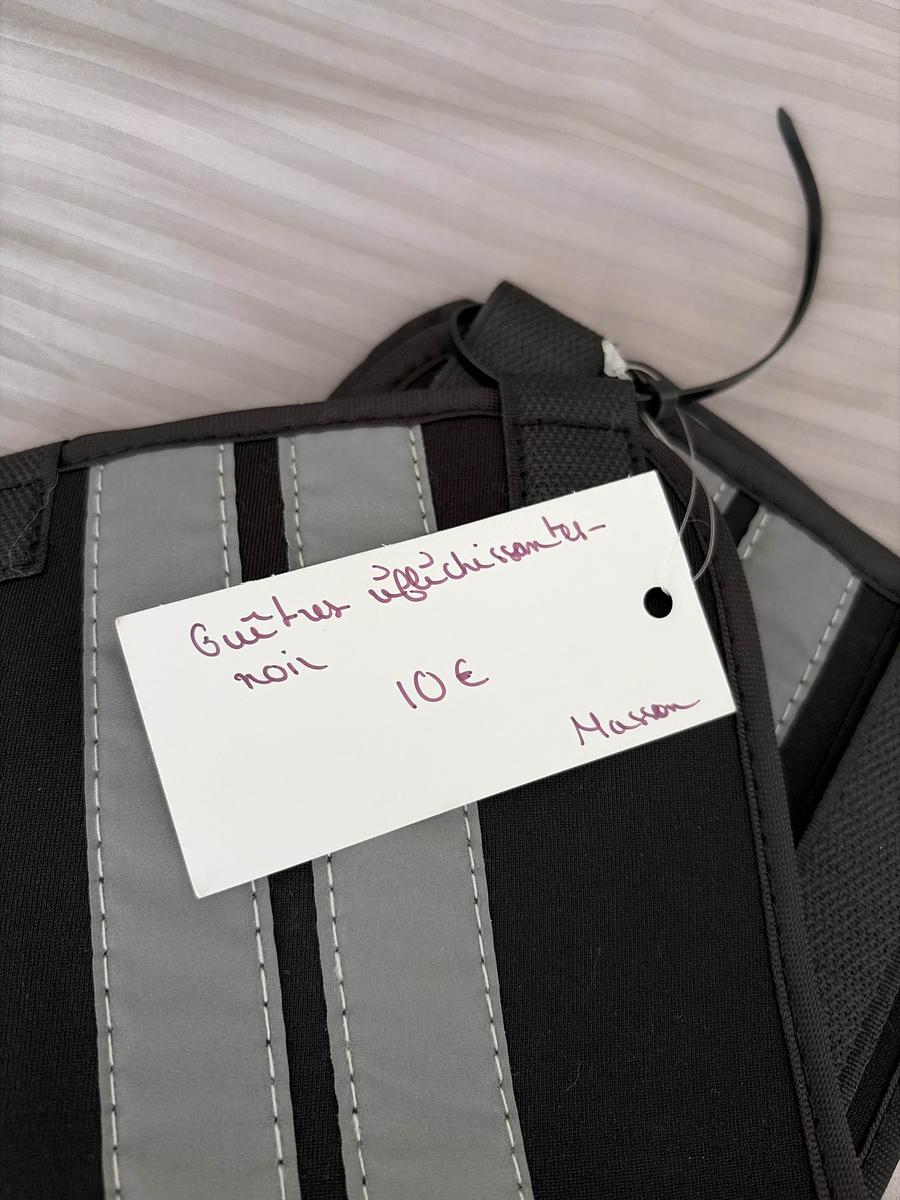 Guêtres réfléchissantes
noir
10€
Masson